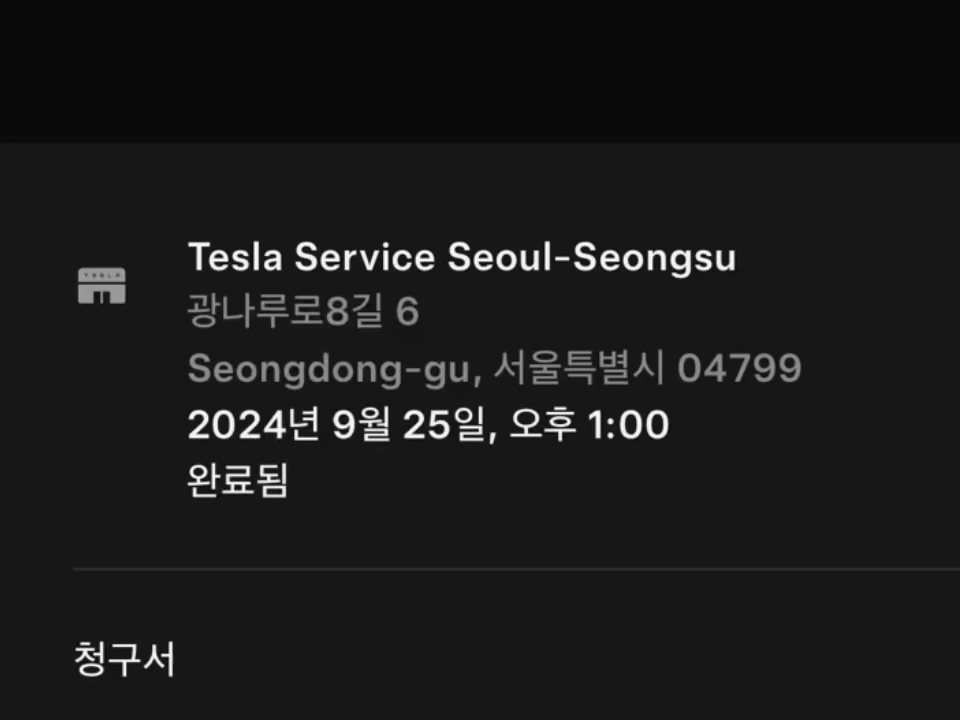 TESLA
Tesla Service Seoul-Seongsu
광나루로8길 6
Seongdong-gu, 서울특별시 04799
2024년 9월 25일, 오후 1:00
완료됨
청구서